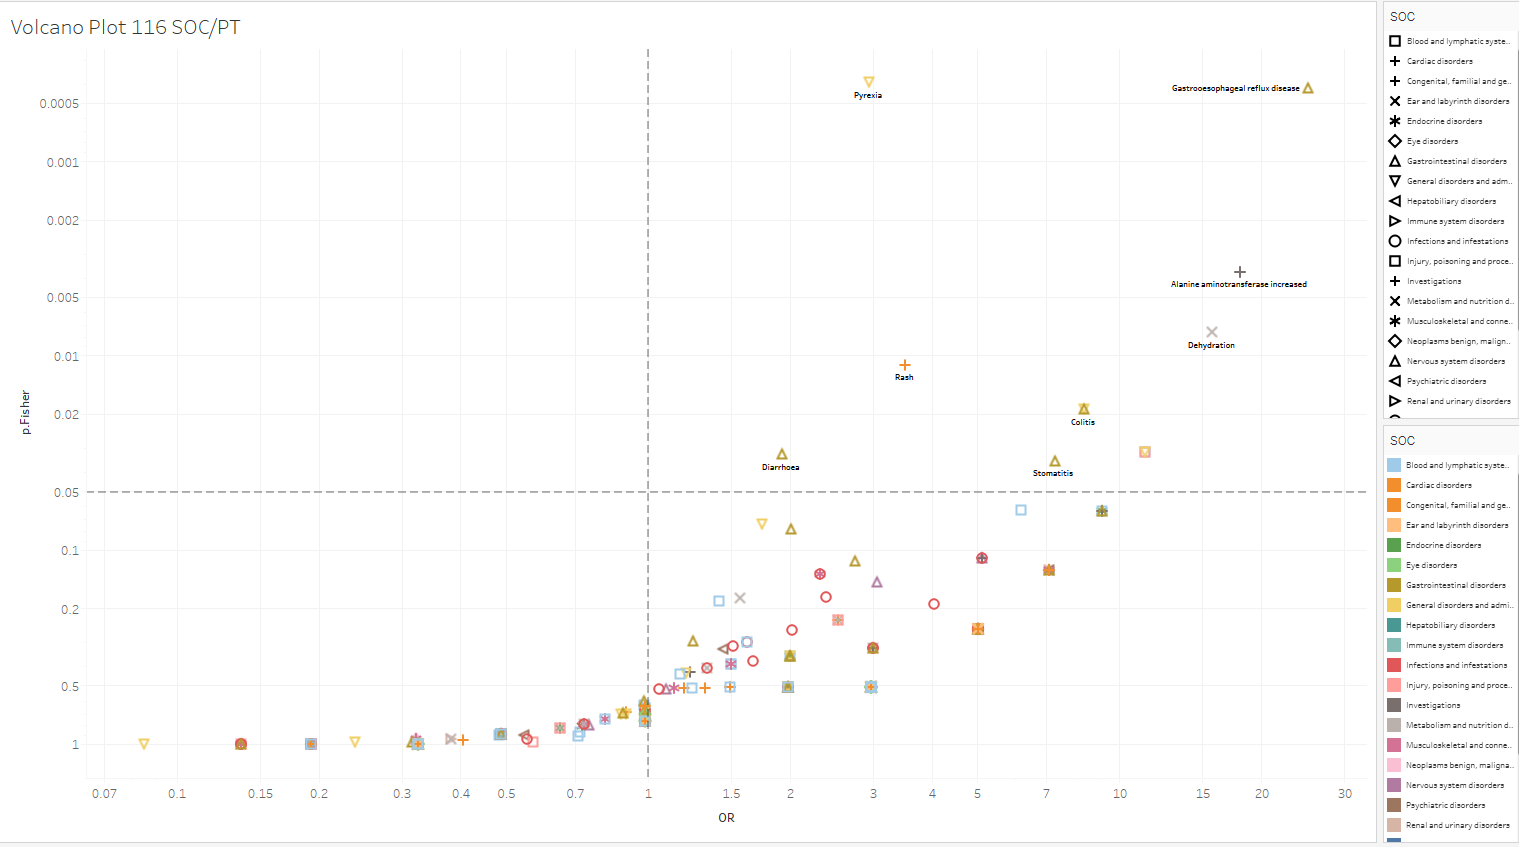 Volcano Plot 116 SOC/PT
Pyrexia
Gastrooesophageal reflux disease
0.0005
0.001
0.002
Alanine aminotransferase increased
0.005
Dehydration
0.01
Rash
0.02
Colitis
Diarrhoea
Stomatitis
0.05
0.1
0.2
0.5
1
p.Fisher
0.07 0.1 0.15 0.2 0.3 0.4 0.5 0.7 1 1.5 2 3 4 5 7 10 15 20 30
OR
SOC
Blood and lymphatic syste..
Cardiac disorders
Congenital, familial and ge..
Ear and labyrinth disorders
Endocrine disorders
Eye disorders
Gastrointestinal disorders
General disorders and adm..
Hepatobiliary disorders
Immune system disorders
Infections and infestations
Injury, poisoning and proce..
Investigations
Metabolism and nutrition d..
Musculoskeletal and conne..
Neoplasms benign, malign..
Nervous system disorders
Psychiatric disorders
Renal and urinary disorders
SOC
Blood and lymphatic syste..
Cardiac disorders
Congenital, familial and ge..
Ear and labyrinth disorders
Endocrine disorders
Eye disorders
Gastrointestinal disorders
General disorders and admi..
Hepatobiliary disorders
Immune system disorders
Infections and infestations
Injury, poisoning and proce..
Investigations
Metabolism and nutrition d..
Musculoskeletal and conne..
Neoplasms benign, maligna..
Nervous system disorders
Psychiatric disorders
Renal and urinary disorders